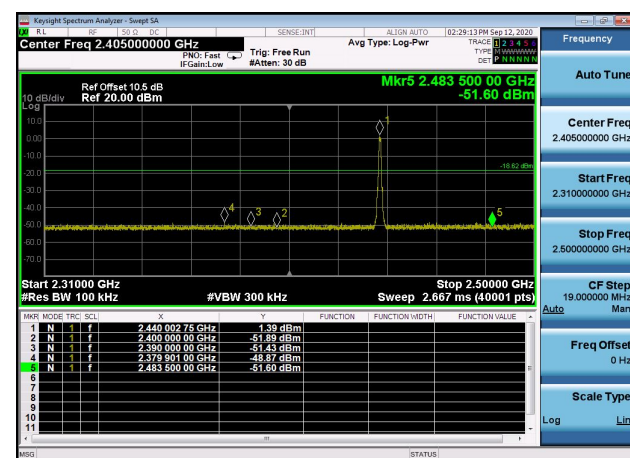 Keysight Spectrum Analyzer - Swept SA
RL RF 50 Ω DC SENSE:INT ALIGN AUTO 02:29:13 PM Sep 12, 2020
Center Freq 2.405000000 GHz
PNO: Fast
IFGain:Low
Trig: Free Run
#Atten: 30 dB
Avg Type: Log-Pwr
TRACE 1 2 3 4 5 6
TYPE M
DET P N N N N N
Ref Offset 10.5 dB
10 dB/div Ref 20.00 dBm
Log
Mkr5 2.483 500 00 GHz
-51.60 dBm
10.0
0.00
-10.0
-20.0
-30.0
-40.0
-50.0
-60.0
-70.0
-18.62 dBm
1
4
3
2
5
Start 2.31000 GHz Stop 2.50000 GHz
#Res BW 100 kHz #VBW 300 kHz Sweep 2.667 ms (40001 pts)
MKR MODE TRC SCL X Y FUNCTION FUNCTION WIDTH FUNCTION VALUE
1 N 1 f 2.440 002 75 GHz 1.39 dBm
2 N 1 f 2.400 000 00 GHz -51.89 dBm
3 N 1 f 2.390 000 00 GHz -51.43 dBm
4 N 1 f 2.379 901 00 GHz -48.87 dBm
5 N 1 f 2.483 500 00 GHz -51.60 dBm
6
7
8
9
10
11
MSG STATUS
Frequency
Auto Tune
Center Freq
2.405000000 GHz
Start Freq
2.310000000 GHz
Stop Freq
2.500000000 GHz
CF Step
19.000000 MHz
Auto Man
Freq Offset
0 Hz
Scale Type
Log Lin